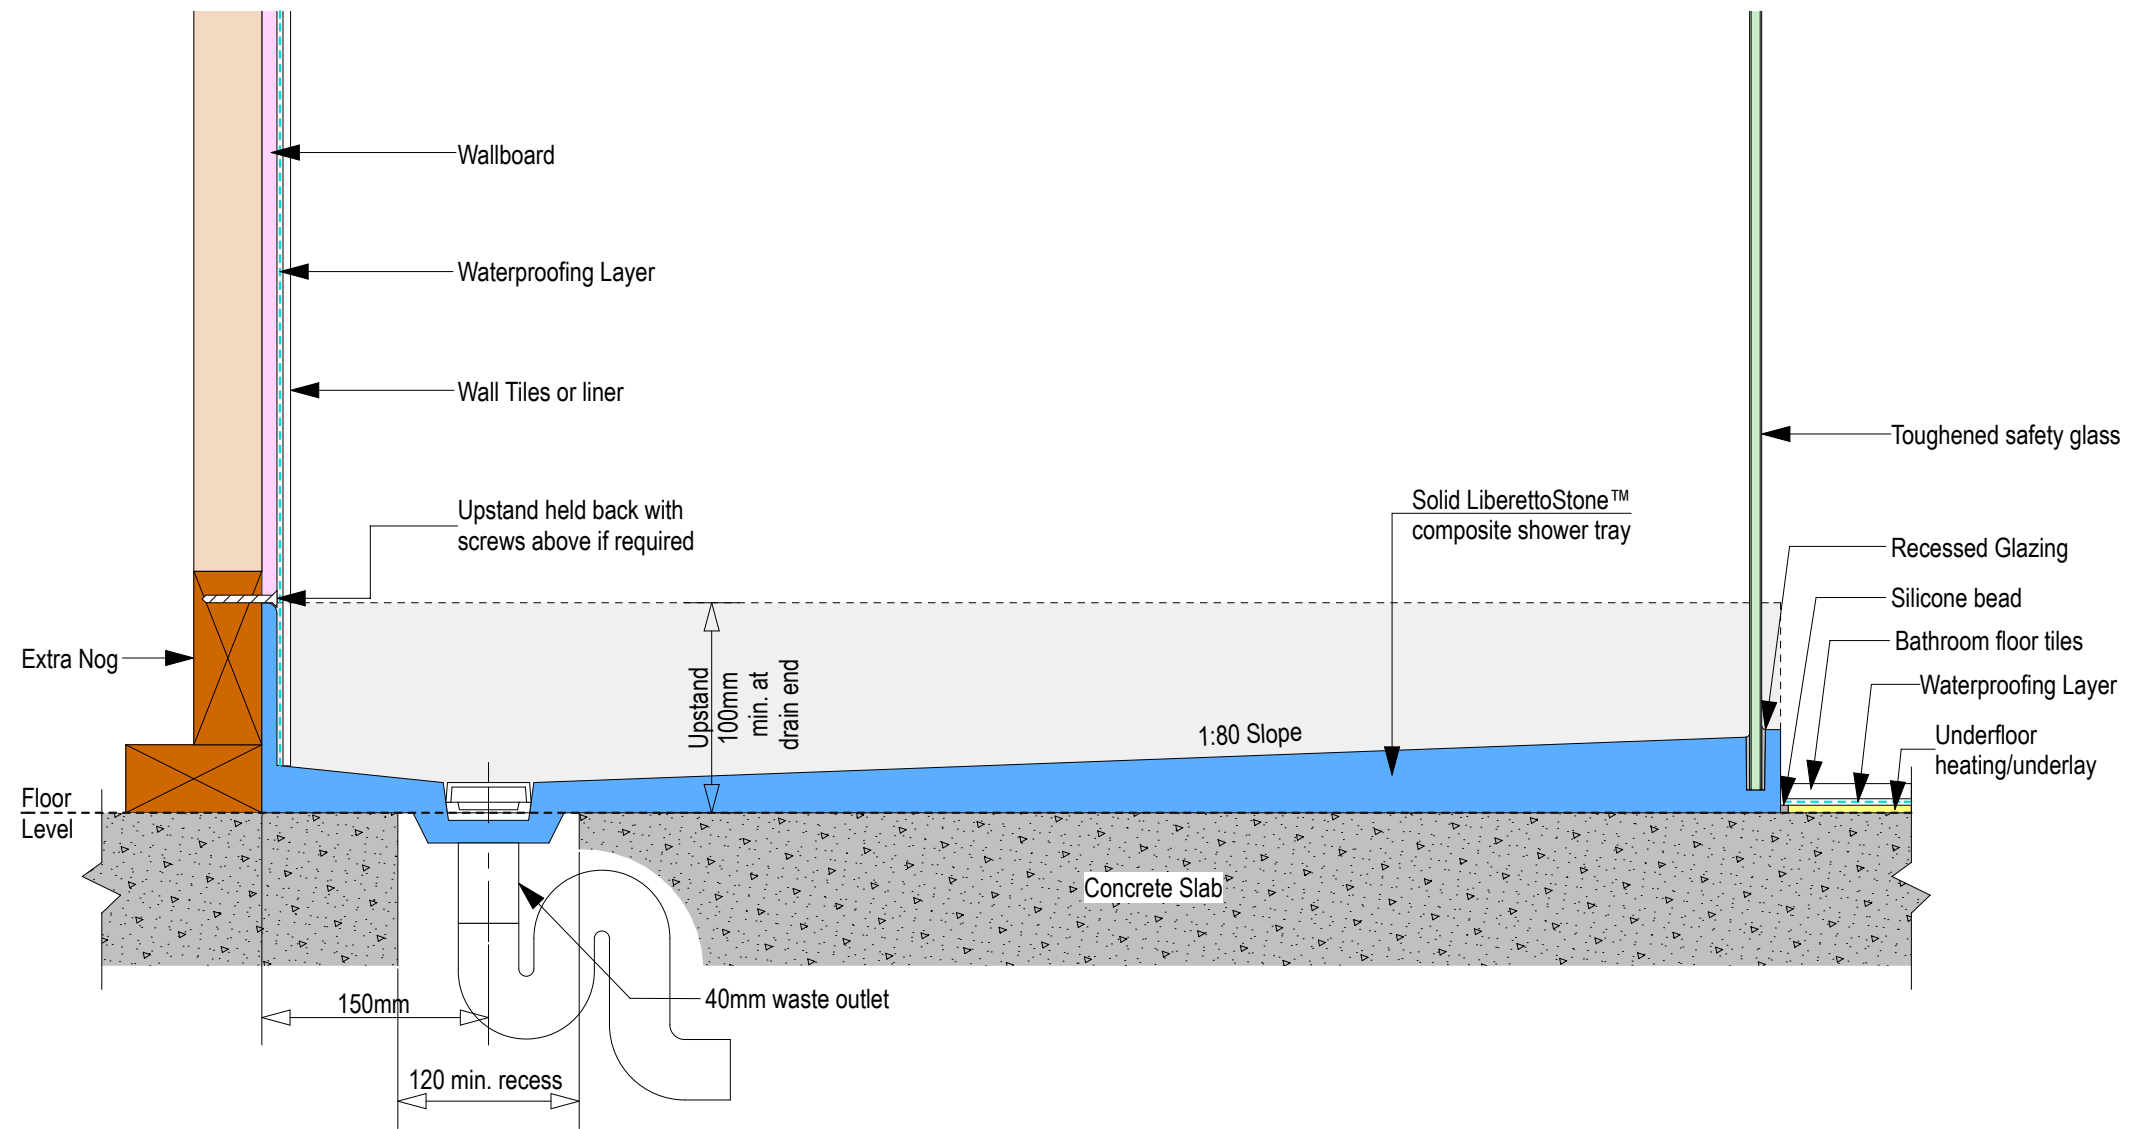 Wallboard
Waterproofing Layer
Wall Tiles or liner
Toughened safety glass
Upstand held back with
screws above if required
Solid LiberettoStone™
composite shower tray
Recessed Glazing
Silicone bead
Bathroom floor tiles
Extra Nog
Waterproofing Layer
Upstand
100mm
min. at
drain end
1:80 Slope
Underfloor
heating/underlay
Floor
Level
Concrete Slab
40mm waste outlet
150mm
120 min. recess